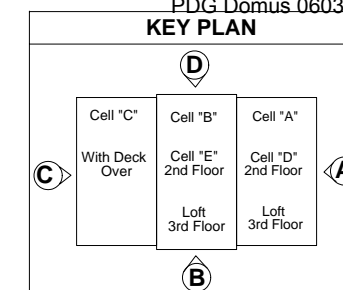 PDG Domus 0603
KEY PLAN
D
Cell "C"
With Deck
Over
Cell "B"
Cell "E"
2nd Floor
Loft
3rd Floor
Cell "A"
Cell "D"
2nd Floor
Loft
3rd Floor
C
A
B